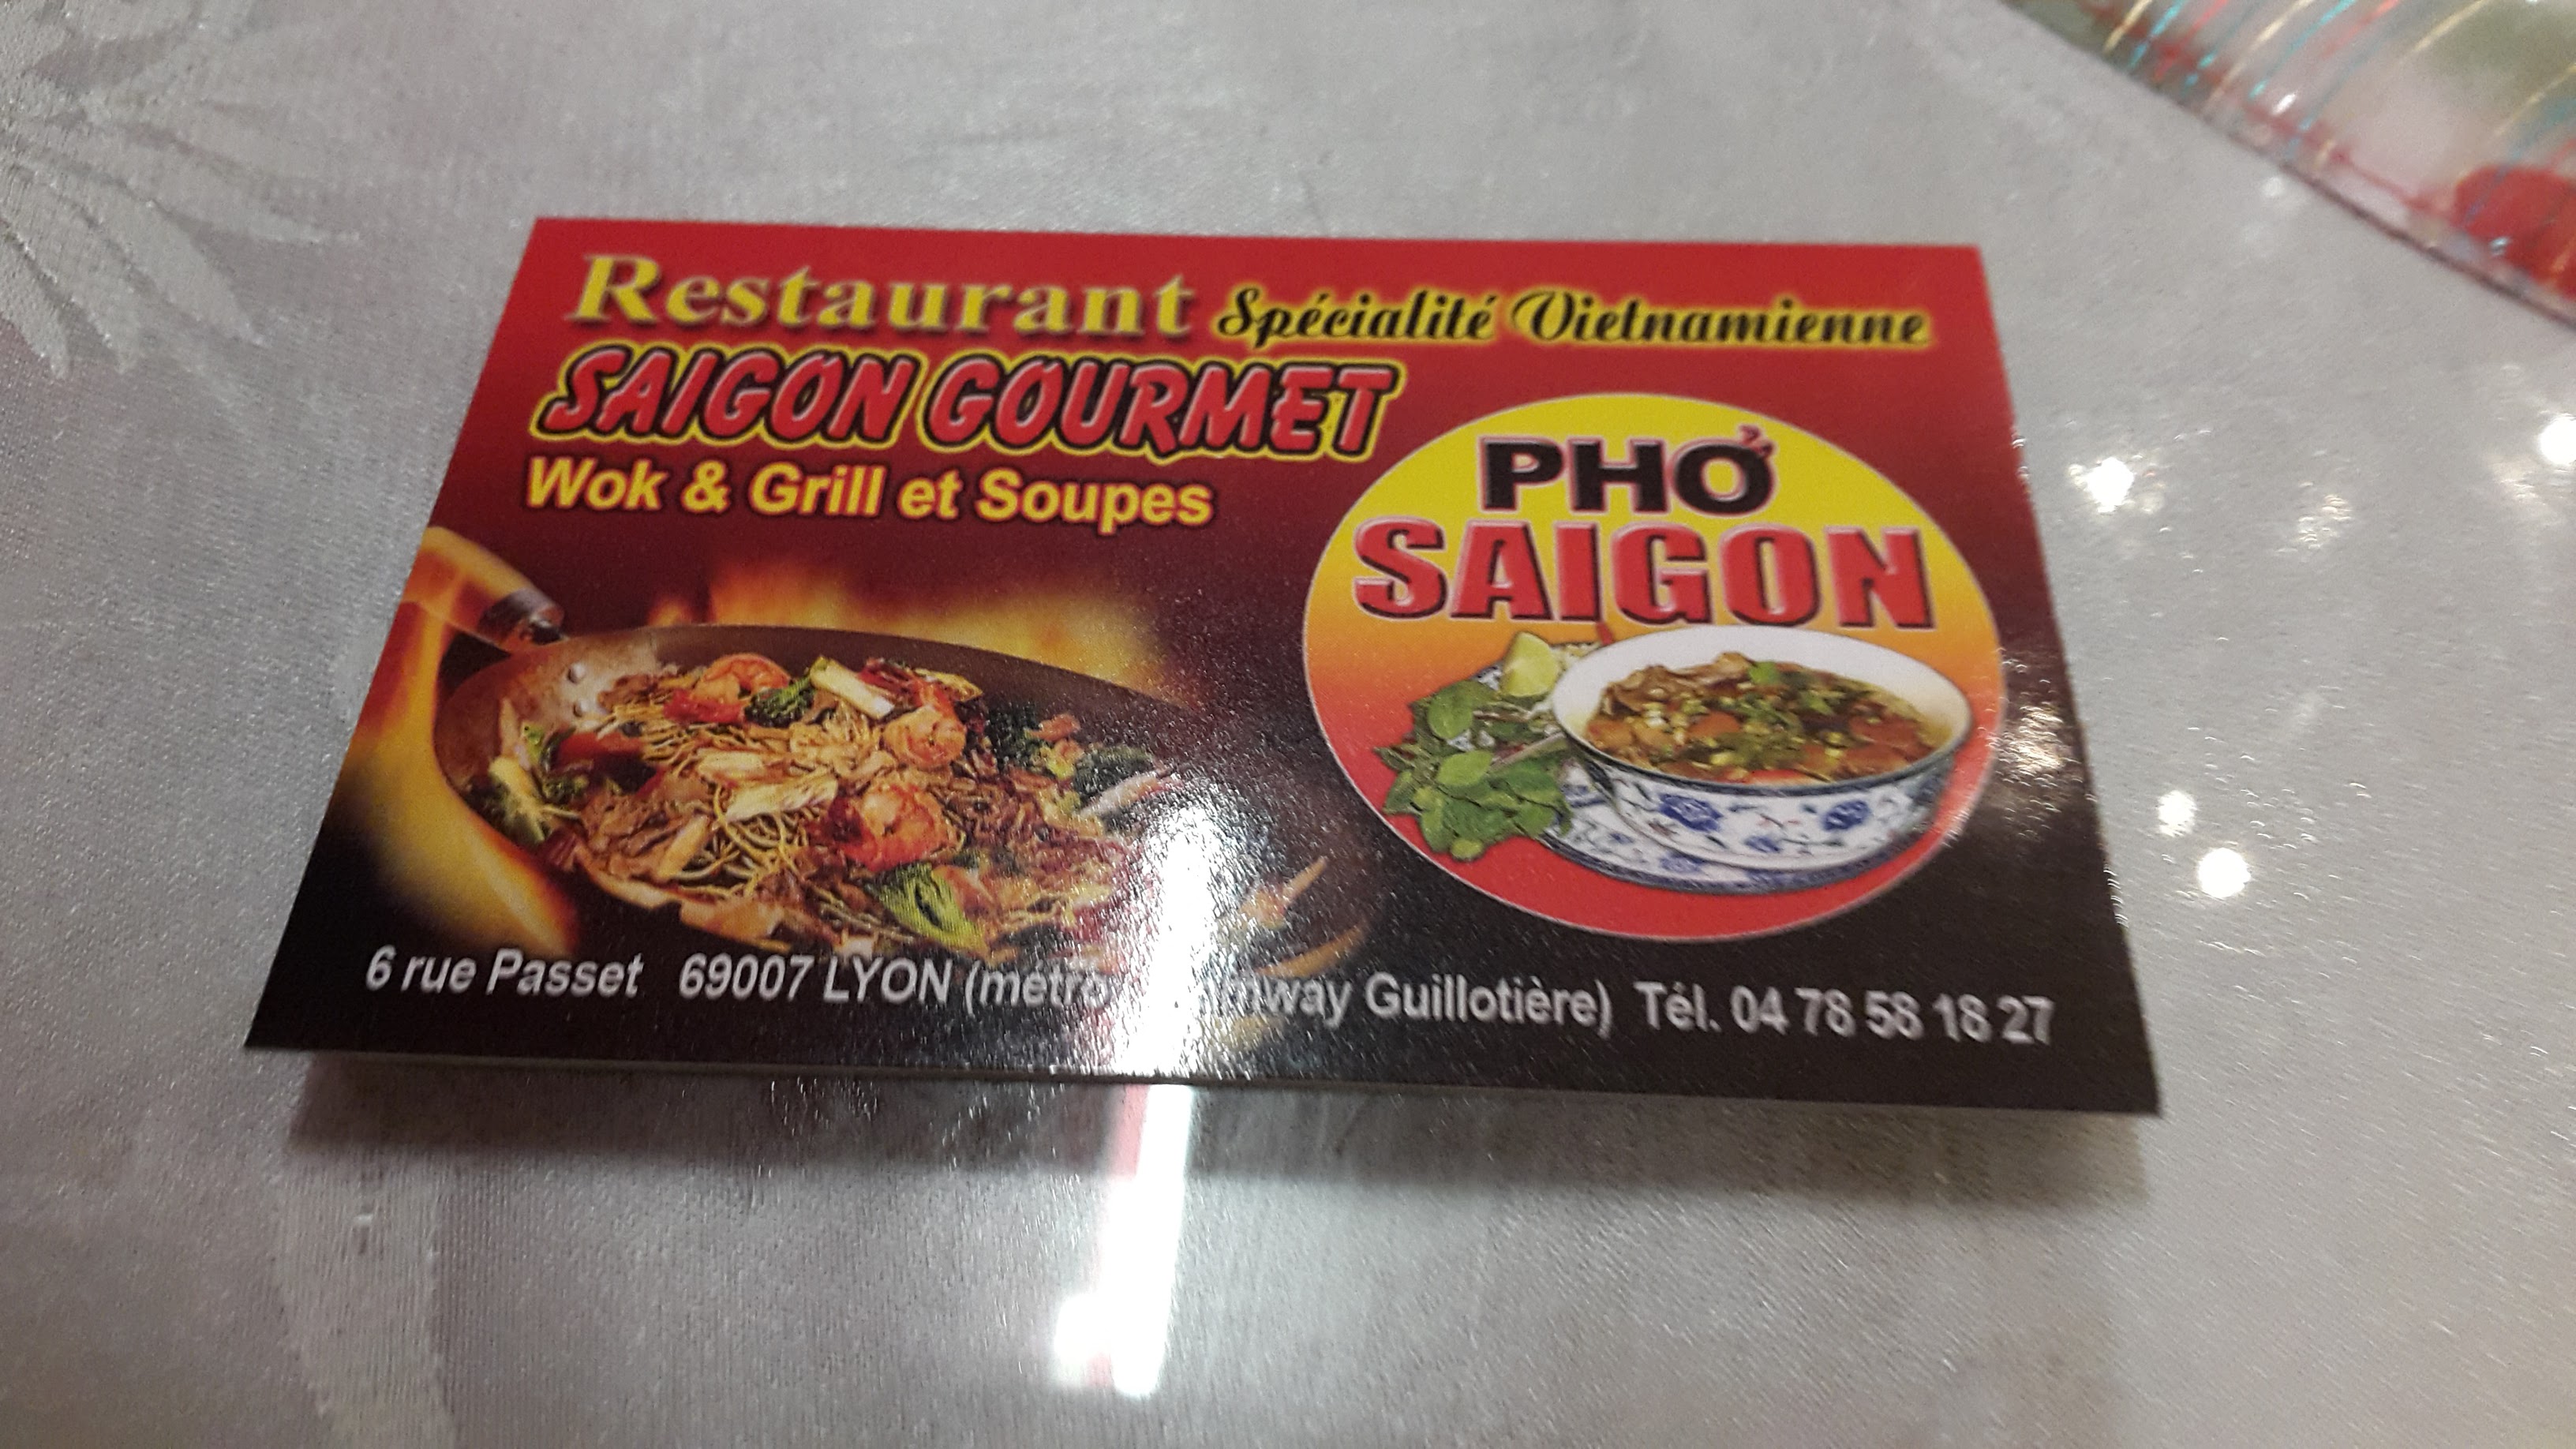 Restaurant Spécialité Vietnamienne
SAIGON GOURMET
Wok & Grill et Soupes
PHỞ
SAIGON
6 rue Passet 69007 LYON (métro Guillotière) Tél. 04 78 58 18 27